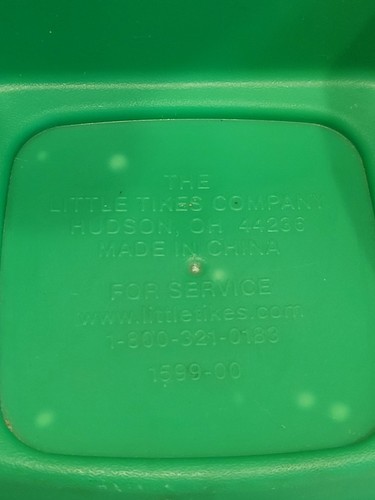 THE
LITTLE TIKES COMPANY
HUDSON, OH 44236
MADE IN CHINA
FOR SERVICE
www.littletikes.com
1-800-321-0183
1599-00